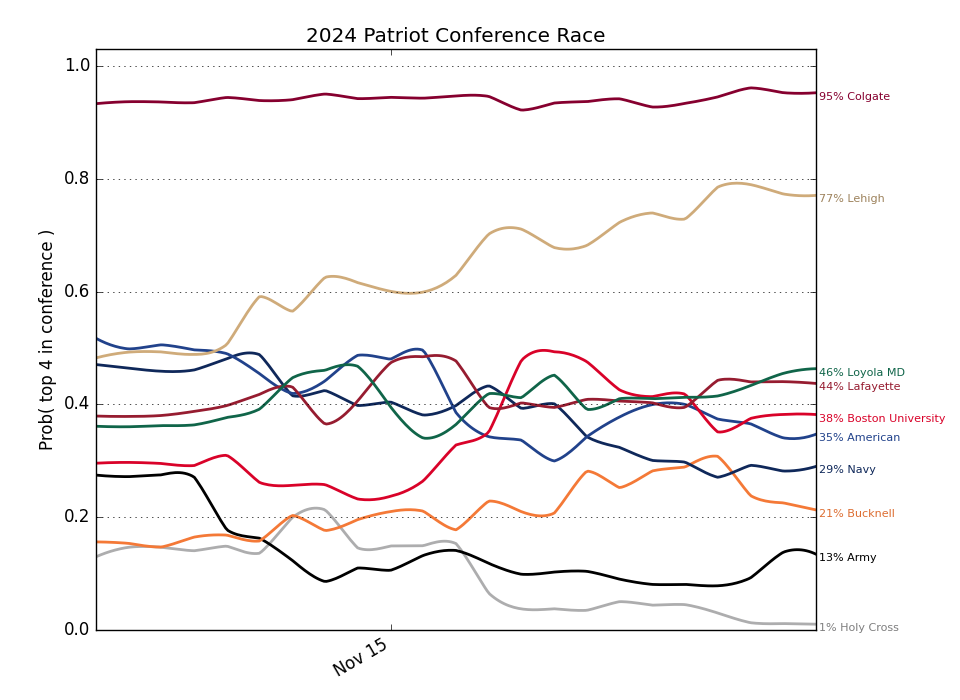 2024 Patriot Conference Race
1.0
0.8
0.6
0.4
0.2
0.0
Prob( top 4 in conference )
Nov 15
95% Colgate
77% Lehigh
46% Loyola MD
44% Lafayette
38% Boston University
35% American
29% Navy
21% Bucknell
13% Army
1% Holy Cross